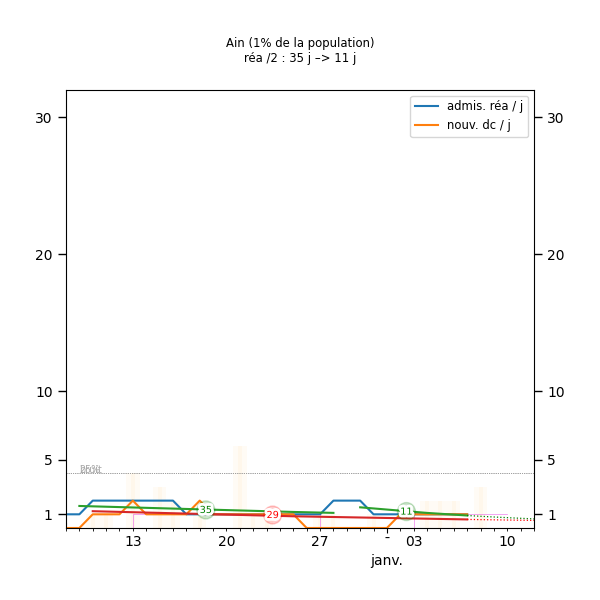 Ain (1% de la population)
réa /2 : 35 j –> 11 j
admis. réa / j
nouv. dc / j
30 30
20 20
10 10
5 5
35 29 11
1 1
13 20 27 - 03 10
janv.